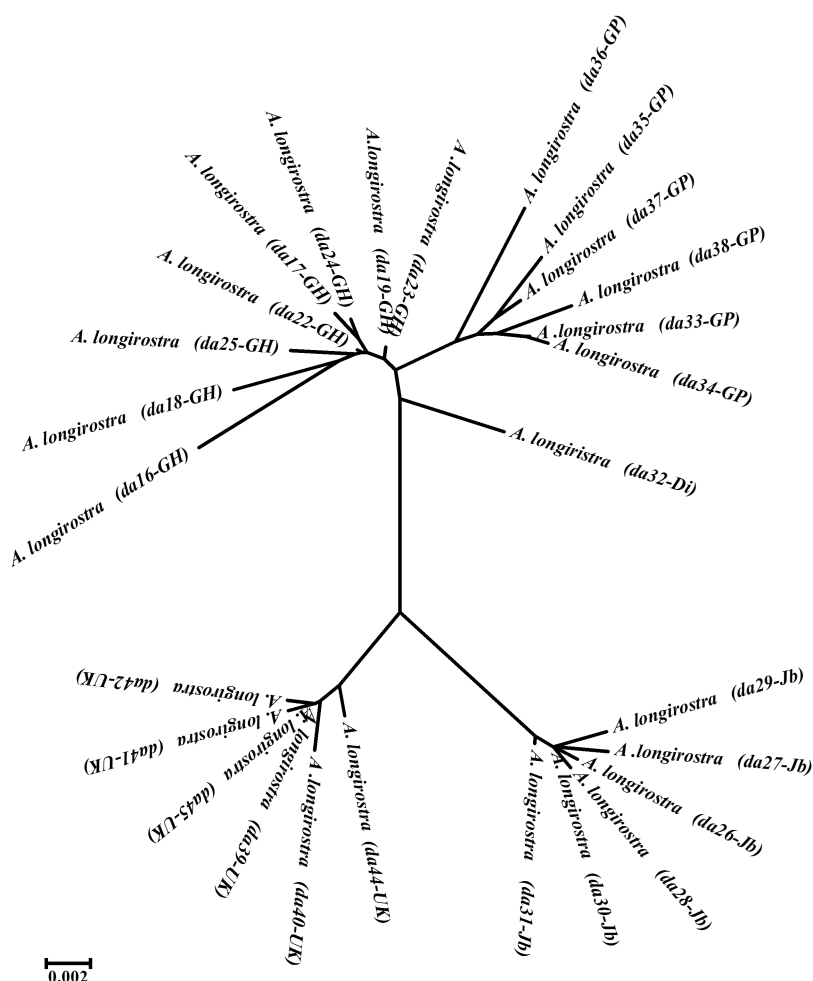 A. longirostra (da36-GP)
A. longirostra (da35-GP)
A. longirostra (da37-GP)
A. longirostra (da38-GP)
A .longirostra (da33-GP)
A. longirostra (da34-GP)
A. longiristra (da32-Di)
A.longirostra (da23-GH)
A.longirostra (da19-GH)
A. longirostra (da24-GH)
A. longirostra (da17-GH)
A. longirostra (da22-GH)
A. longirostra (da25-GH)
A. longirostra (da18-GH)
A. longirostra (da16-GH)
A. longirostra (da42-UK)
A. longirostra (da41-UK)
A. longirostra (da45-UK)
A. longirostra (da39-UK)
A .longirostra (da40-UK)
A. longirostra (da44-UK)
A. longirostra (da31-Jb)
A. longirostra (da30-Jb)
A. longirostra (da28-Jb)
A. longirostra (da26-Jb)
A .longirostra (da27-Jb)
A. longirostra (da29-Jb)
0.002